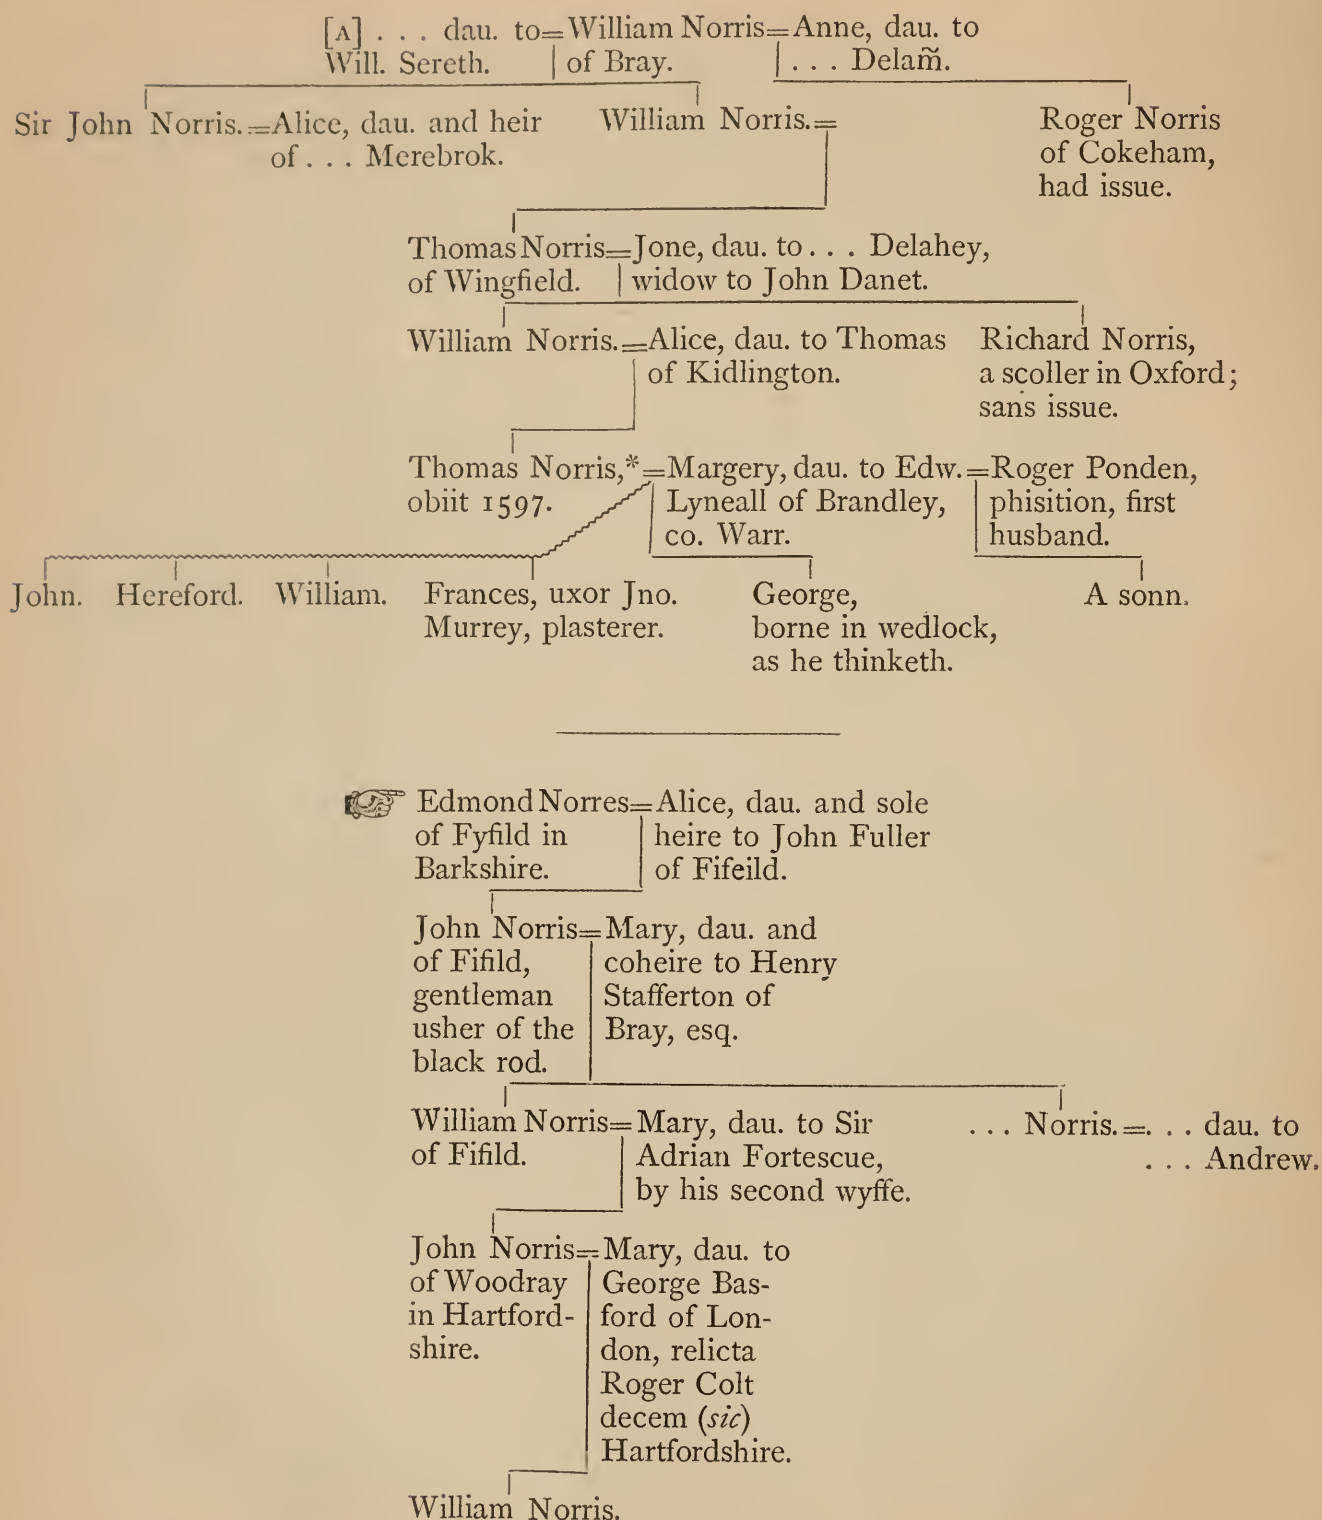 [A] . . . dau. to=William Norris=Anne, dau. to
Will. Sereth. of Bray. . . . Delam̃.
Sir John Norris.=Alice, dau. and heir William Norris.= Roger Norris
of . . . Merebrok. of Cokeham,
had issue.
Thomas Norris=Jone, dau. to . . . Delahey,
of Wingfield. widow to John Danet.
William Norris.=Alice, dau. to Thomas Richard Norris,
of Kidlington. a scoller in Oxford;
sans issue.
Thomas Norris,*=Margery, dau. to Edw.=Roger Ponden,
obiit 1597. Lyneall of Brandley, phisition, first
co. Warr. husband.
John. Hereford. William. Frances, uxor Jno. George, A sonn.
Murrey, plasterer. borne in wedlock,
as he thinketh.
Edmond Norres=Alice, dau. and sole
of Fyfild in heire to John Fuller
Barkshire. of Fifeild.
John Norris=Mary, dau. and
of Fifild, coheire to Henry
gentleman Stafferton of
usher of the Bray, esq.
black rod.
William Norris=Mary, dau. to Sir . . . Norris.=. . . dau. to
of Fifild. Adrian Fortescue, . . . Andrew.
by his second wyffe.
John Norris=Mary, dau. to
of Woodray George Bas-
in Hartford- ford of Lon-
shire. don, relicta
Roger Colt
decem (sic)
Hartfordshire.
William Norris.